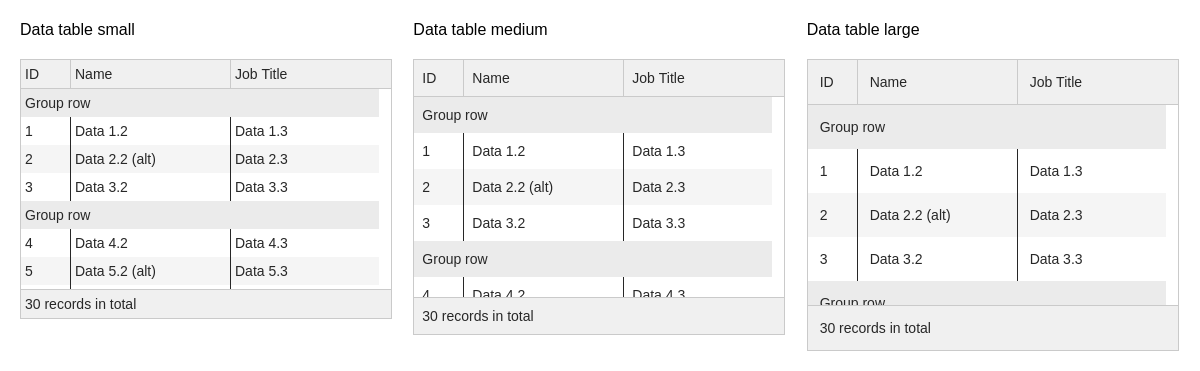 Data table small
ID Name Job Title
Group row
1 Data 1.2 Data 1.3
2 Data 2.2 (alt) Data 2.3
3 Data 3.2 Data 3.3
Group row
4 Data 4.2 Data 4.3
5 Data 5.2 (alt) Data 5.3
30 records in total
Data table medium
ID Name Job Title
Group row
1 Data 1.2 Data 1.3
2 Data 2.2 (alt) Data 2.3
3 Data 3.2 Data 3.3
Group row
4 Data 4.2 Data 4.3
30 records in total
Data table large
ID Name Job Title
Group row
1 Data 1.2 Data 1.3
2 Data 2.2 (alt) Data 2.3
3 Data 3.2 Data 3.3
Group row
30 records in total